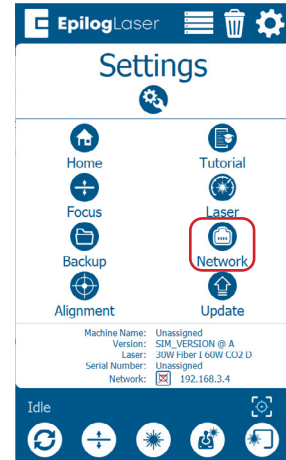 EpilogLaser
Settings
Home Tutorial
Focus Laser
Backup Network
Alignment Update
Machine Name: Unassigned
Version: SIM_VERSION @ A
Laser: 30W Fiber I 60W CO2 D
Serial Number: Unassigned
Network: 192.168.3.4
Idle